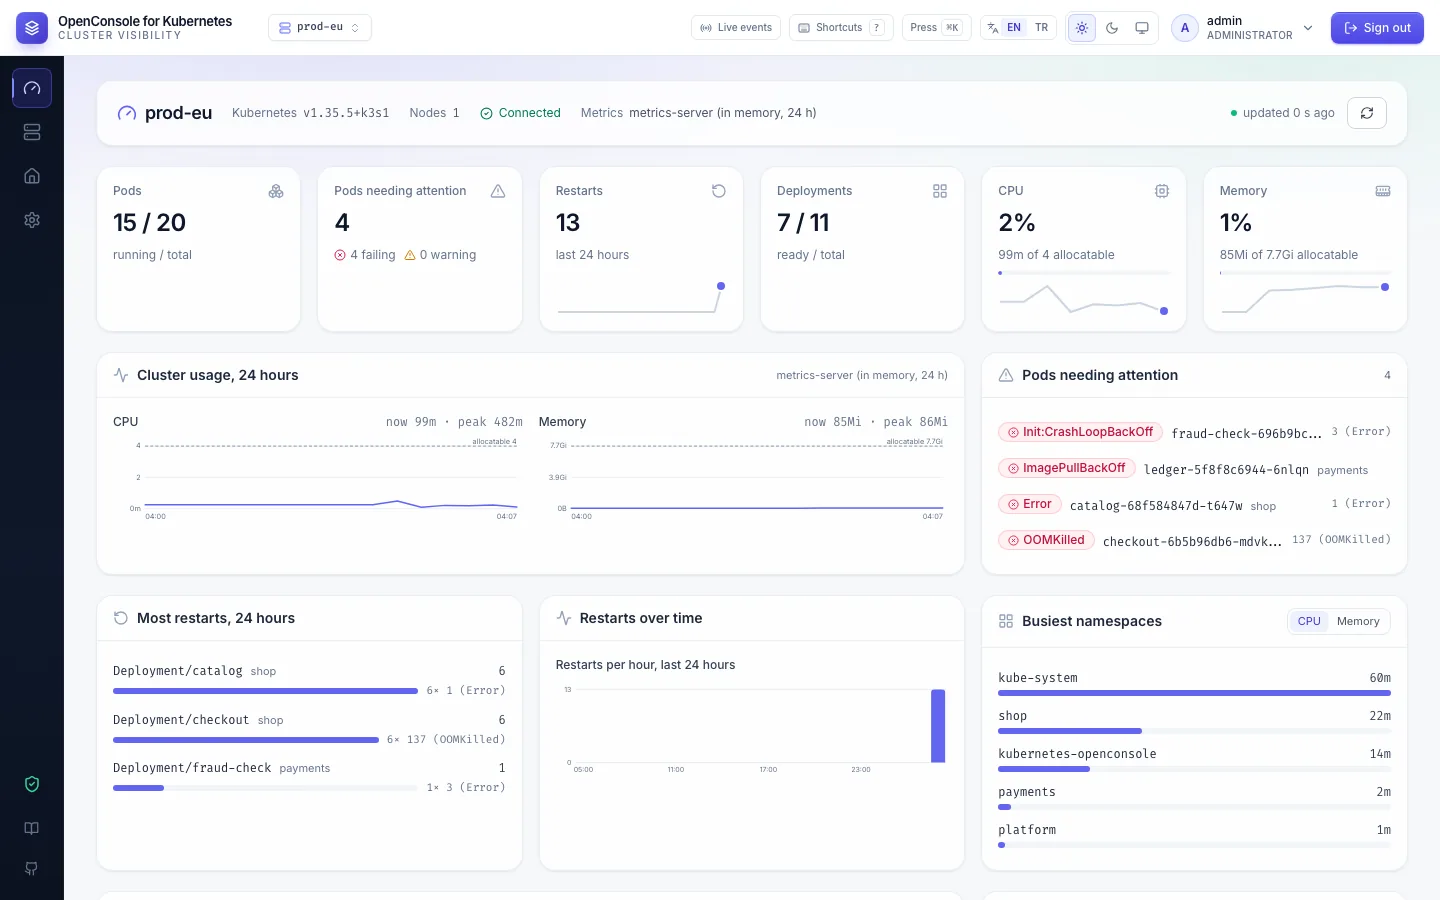 OpenConsole for Kubernetes
CLUSTER VISIBILITY
prod-eu
Live events
Shortcuts ?
Press ⌘K
EN TR
A
admin
ADMINISTRATOR
Sign out
prod-eu
Kubernetes v1.35.5+k3s1
Nodes 1
Connected
Metrics metrics-server (in memory, 24 h)
updated 0 s ago
Pods
15 / 20
running / total
Pods needing attention
4
4 failing 0 warning
Restarts
13
last 24 hours
Deployments
7 / 11
ready / total
CPU
2%
99m of 4 allocatable
Memory
1%
85Mi of 7.7Gi allocatable
Cluster usage, 24 hours
metrics-server (in memory, 24 h)
CPU
now 99m · peak 482m
allocatable 4
4
2
0m
04:00 04:07
Memory
now 85Mi · peak 86Mi
allocatable 7.7Gi
7.7Gi
3.9Gi
0B
04:00 04:07
Pods needing attention
4
Init:CrashLoopBackOff fraud-check-696b9bc... 3 (Error)
ImagePullBackOff ledger-5f8f8c6944-6nlqn payments
Error catalog-68f584847d-t647w shop 1 (Error)
OOMKilled checkout-6b5b96db6-mdvk... 137 (OOMKilled)
Most restarts, 24 hours
Deployment/catalog shop 6
6× 1 (Error)
Deployment/checkout shop 6
6× 137 (OOMKilled)
Deployment/fraud-check payments 1
1× 3 (Error)
Restarts over time
Restarts per hour, last 24 hours
13
0
05:00 11:00 17:00 23:00
Busiest namespaces
CPU Memory
kube-system 60m
shop 22m
kubernetes-openconsole 14m
payments 2m
platform 1m